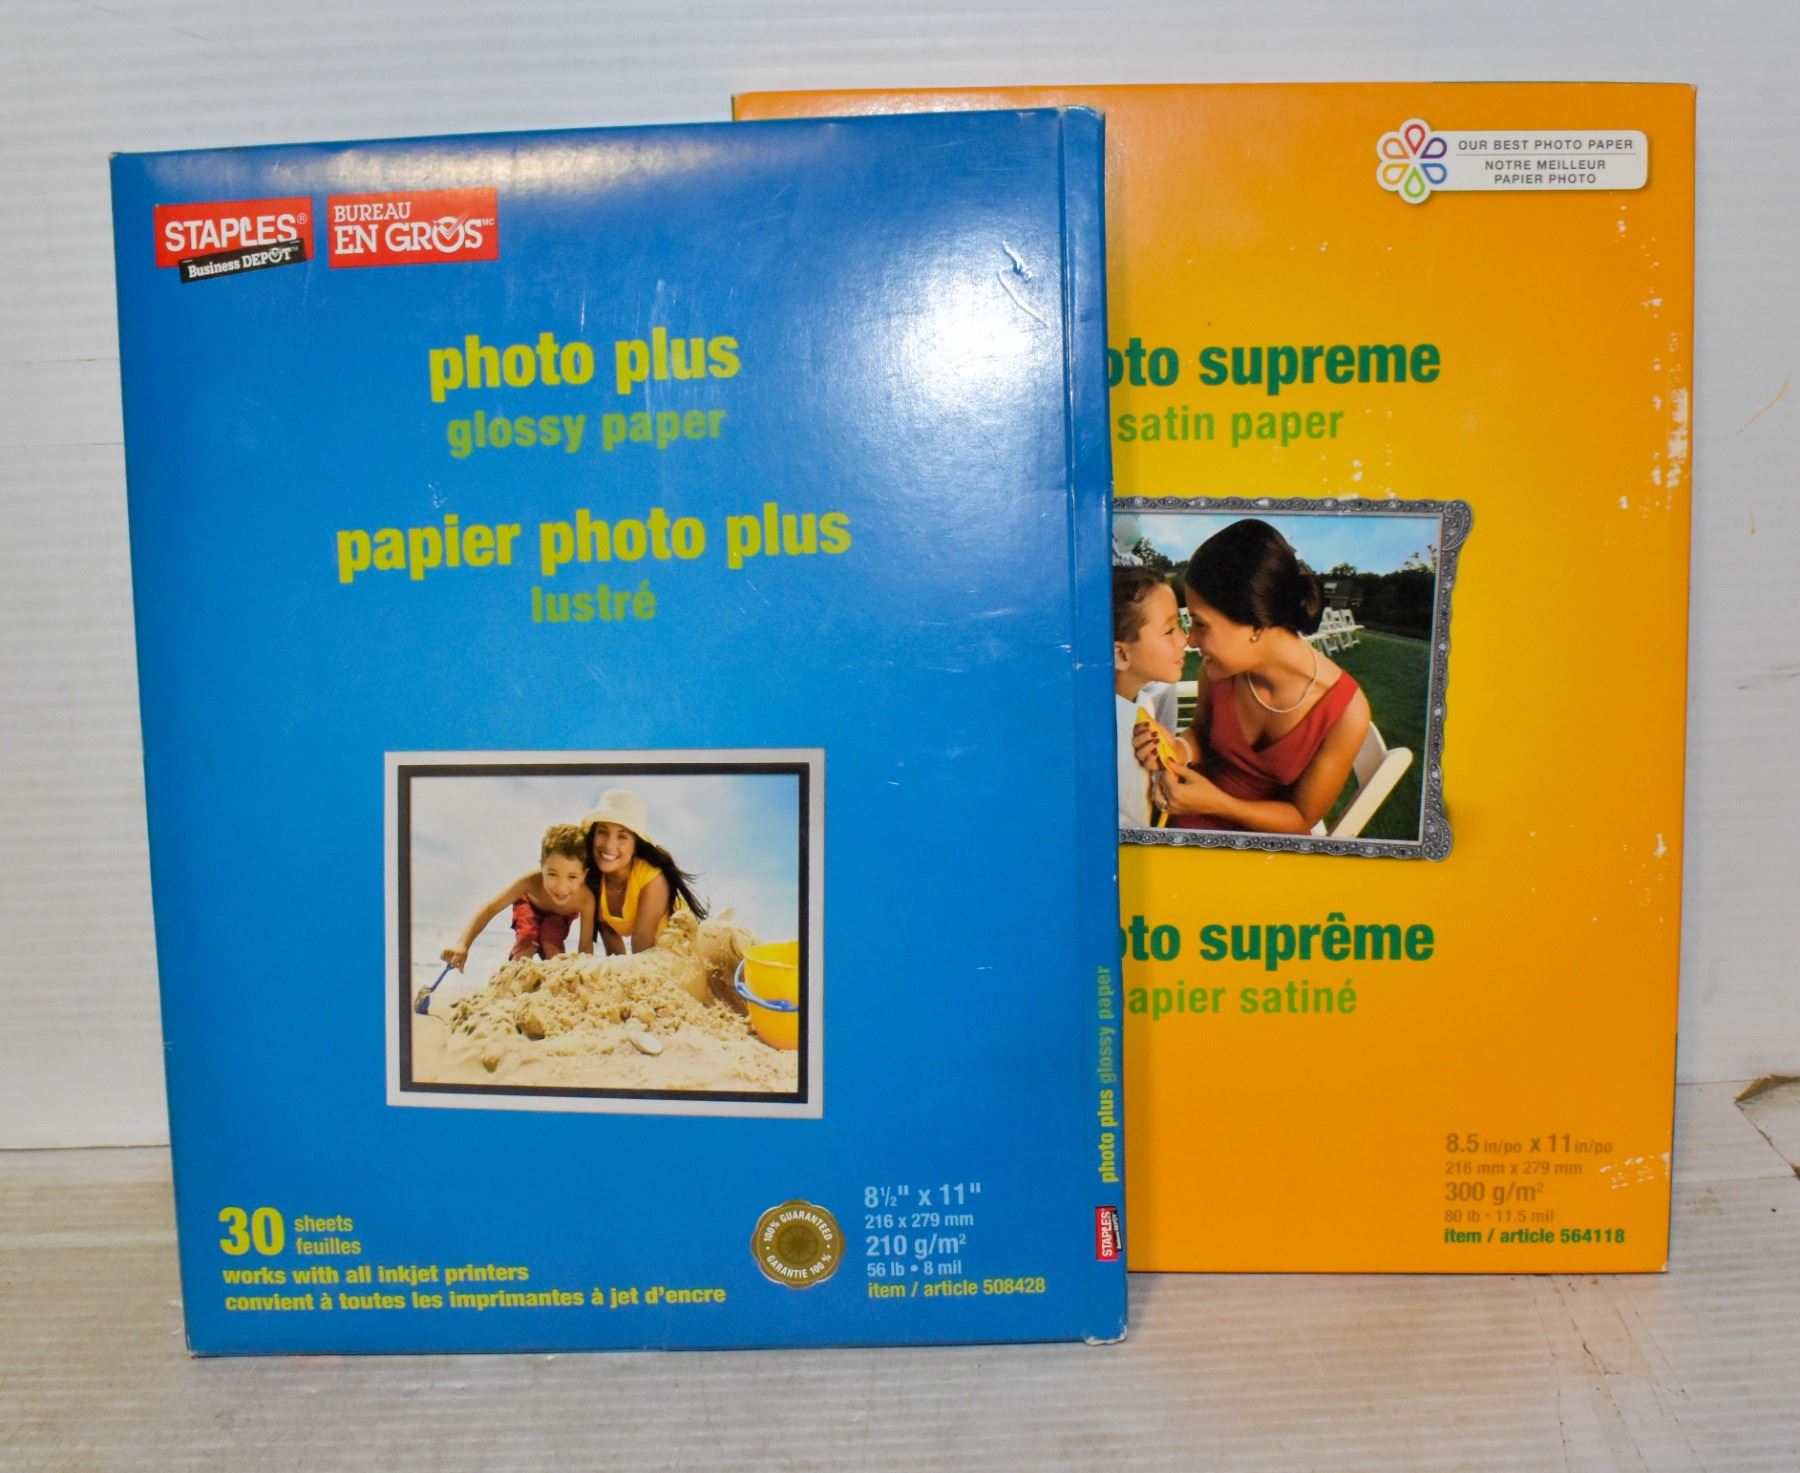 STAPLES®
Business DEPOT™
BUREAU
EN GROS MC
photo plus
glossy paper
papier photo plus
lustré
30 sheets
feuilles
works with all inkjet printers
convient à toutes les imprimantes à jet d'encre
100% GUARANTEED
GARANTIE 100 %
8½" x 11"
216 x 279 mm
210 g/m²
56 lb • 8 mil
item / article 508428
photo plus glossy paper
STAPLES
OUR BEST PHOTO PAPER
NOTRE MEILLEUR
PAPIER PHOTO
oto supreme
satin paper
oto suprême
apier satiné
8.5 in/po x 11 in/po
216 mm x 279 mm
300 g/m²
80 lb • 11.5 mil
item / article 564118